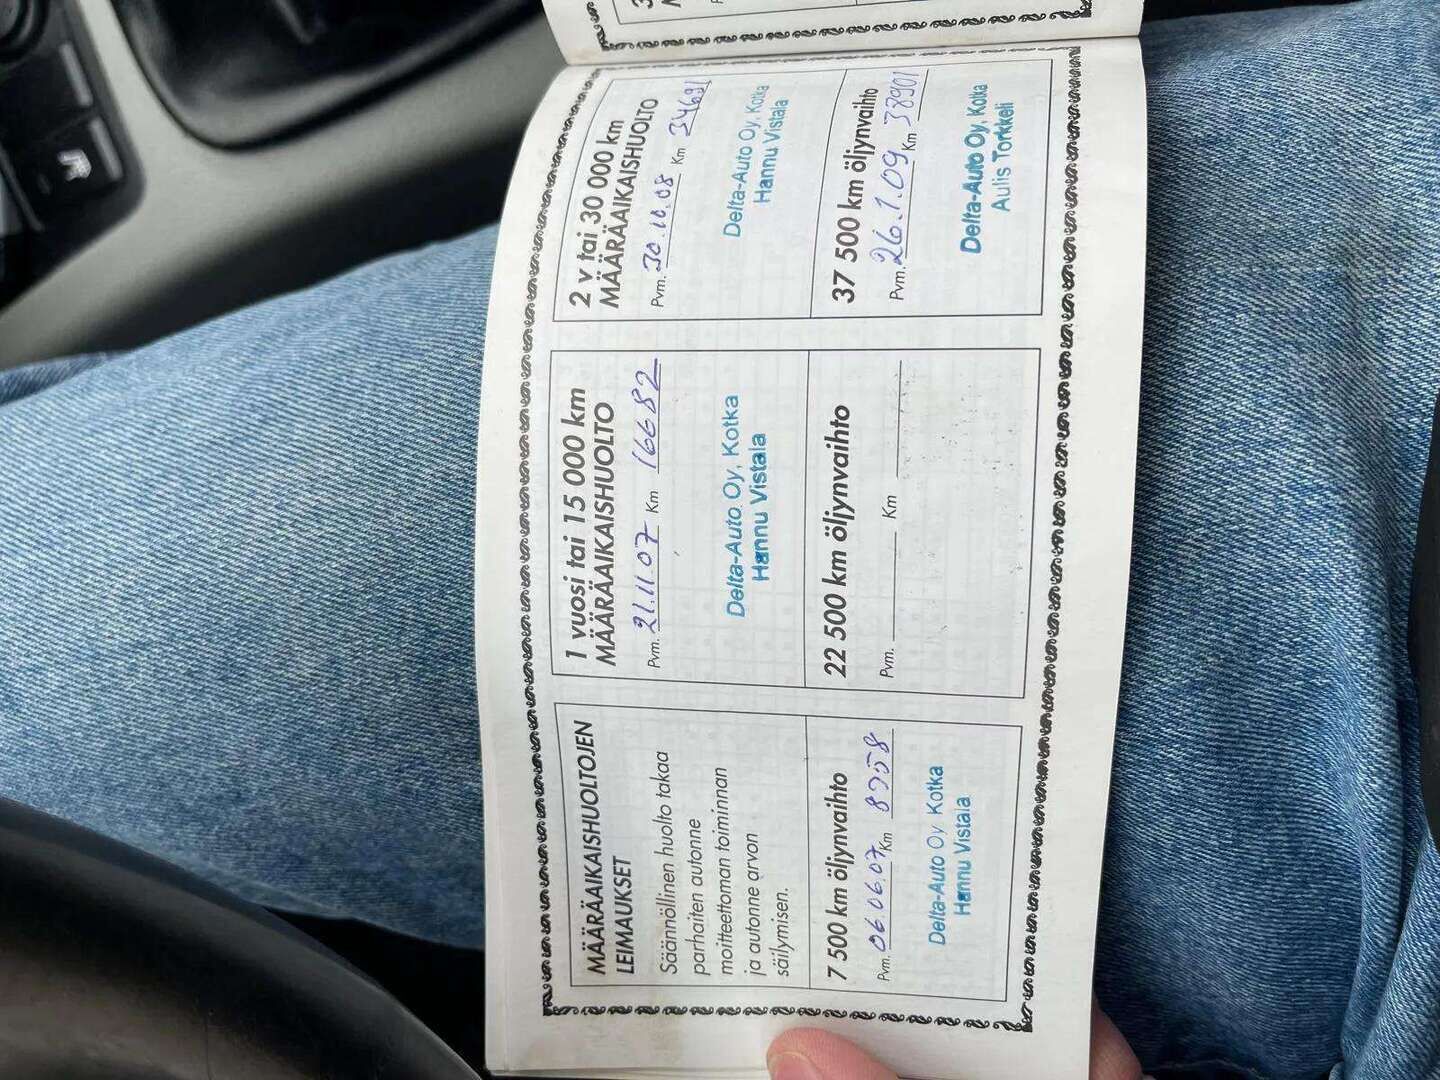 MÄÄRÄAIKAISHUOLTOJEN
LEIMAUKSET
Säännöllinen huolto takaa
parhaiten autonne
moitteettoman toiminnan
ja autonne arvon
säilymisen.
7 500 km öljynvaihto
Pvm. 06.06.07 Km
Delta-Auto Oy Kotka
Hannu Vistala
1 vuosi tai 15 000 km
MÄÄRÄAIKAISHUOLTO
Pvm. 21.11.07 Km 16682
Delta-Auto Oy, Kotka
Hannu Vistala
22 500 km öljynvaihto
Pvm. Km
2 v tai 30 000 km
MÄÄRÄAIKAISHUOLTO
Pvm. 30.10.08 Km 34691
Delta-Auto Oy, Kotka
Hannu Vistala
37 500 km öljynvaihto
Pvm. 26.1.09 Km 38901
Delta-Auto Oy, Kotka
Aulis Torkkeli